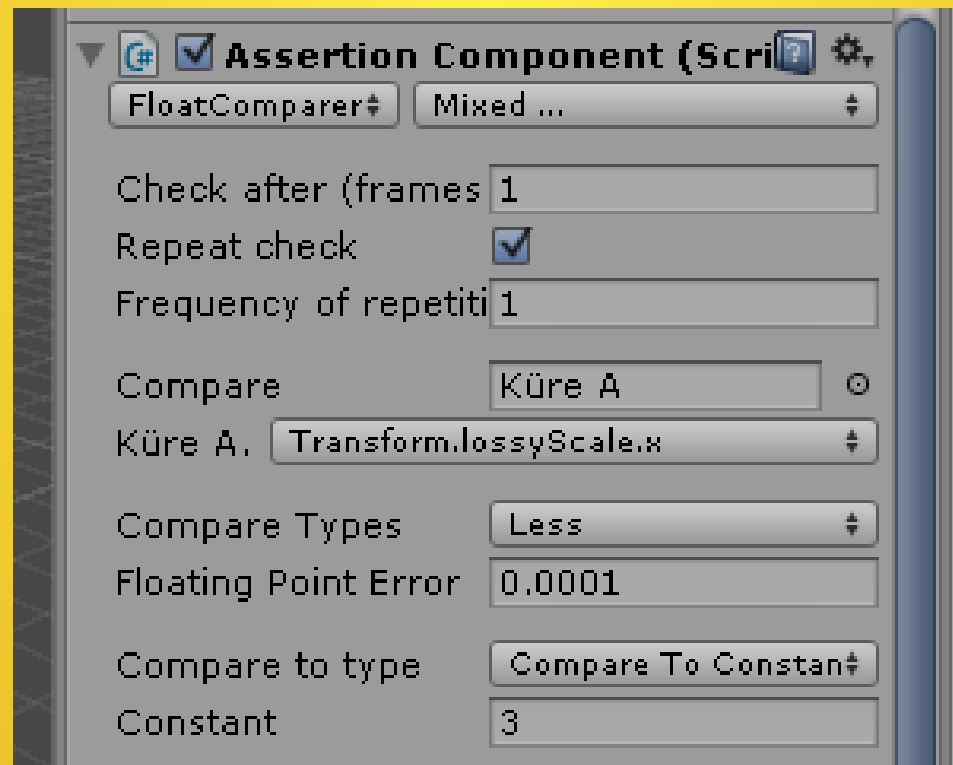 C# Assertion Component (Scri
FloatComparer Mixed ...
Check after (frames 1
Repeat check
Frequency of repetiti 1
Compare Küre A
Küre A. Transform.lossyScale.x
Compare Types Less
Floating Point Error 0.0001
Compare to type Compare To Constan
Constant 3